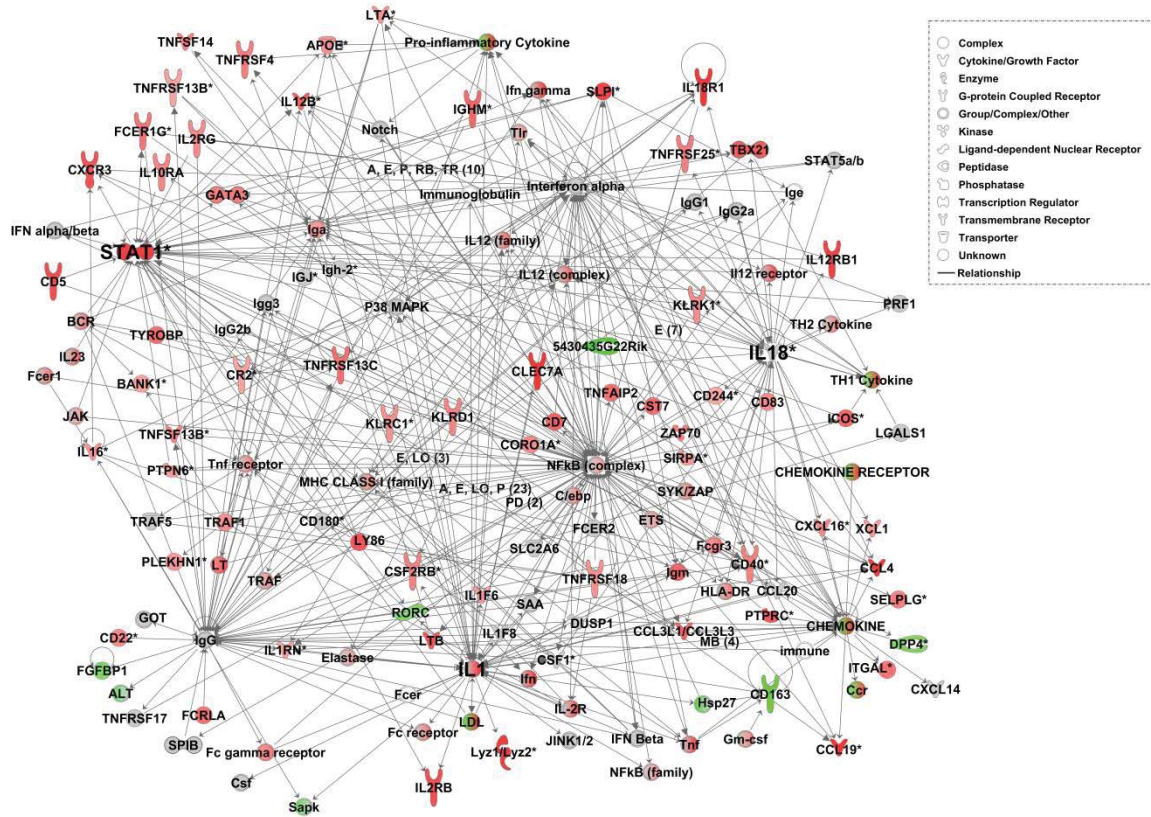 LTA*
TNFSF14
TNFRSF4
APOE*
Pro-inflammatory Cytokine
TNFRSF13B*
IL12B*
IGHM*
Ifn gamma
SLPI*
IL18R1
FCER1G*
IL2RG
Notch
Tlr
TNFRSF25*
TBX21
STAT5a/b
CXCR3
IL10RA
A, E, P, RB, TR (10)
GATA3
Immunoglobulin
Interferon alpha
IgG1
IgG2a
Ige
IFN alpha/beta
STAT1*
Iga
IL12 (family)
IL12RB1
CD5
IGJ*
Igh-2*
IL12 (complex)
Il12 receptor
Igg3
P38 MAPK
KLRK1*
PRF1
BCR
TYROBP
IgG2b
E (7)
TH2 Cytokine
IL23
5430435G22Rik
IL18*
Fcer1
BANK1*
CR2*
TNFRSF13C
CLEC7A
TH1 Cytokine
JAK
TNFAIP2
CST7
CD244*
CD83
ICOS*
TNFSF13B*
KLRC1*
KLRD1
CD7
ZAP70
LGALS1
IL16*
CORO1A*
SIRPA*
PTPN6*
Tnf receptor
E, LO (3)
NFkB (complex)
CHEMOKINE RECEPTOR
MHC CLASS I (family)
A, E, LO, P (23)
PD (2)
C/ebp
SYK/ZAP
TRAF5
TRAF1
CD180*
FCER2
ETS
CXCL16*
XCL1
LY86
SLC2A6
Fcgr3
PLEKHN1*
LT
TRAF
CSF2RB*
TNFRSF18
Igm
CD40*
CCL4
IL1F6
HLA-DR
CCL20
GOT
RORC
SAA
SELPLG*
CD22*
IgG
LTB
IL1F8
DUSP1
PTPRC*
CCL3L1/CCL3L3
MB (4)
CHEMOKINE
DPP4*
IL1RN*
Elastase
IL1
CSF1*
immune
ITGAL*
FGFBP1
Ifn
CD163
Ccr
CXCL14
ALT
Fcer
IL-2R
Hsp27
TNFRSF17
FCRLA
LDL
SPIB
Fc receptor
Lyz1/Lyz2*
JINK1/2
IFN Beta
Tnf
Gm-csf
CCL19*
Fc gamma receptor
NFkB (family)
Csf
IL2RB
Sapk
Complex
Cytokine/Growth Factor
Enzyme
G-protein Coupled Receptor
Group/Complex/Other
Kinase
Ligand-dependent Nuclear Receptor
Peptidase
Phosphatase
Transcription Regulator
Transmembrane Receptor
Transporter
Unknown
Relationship